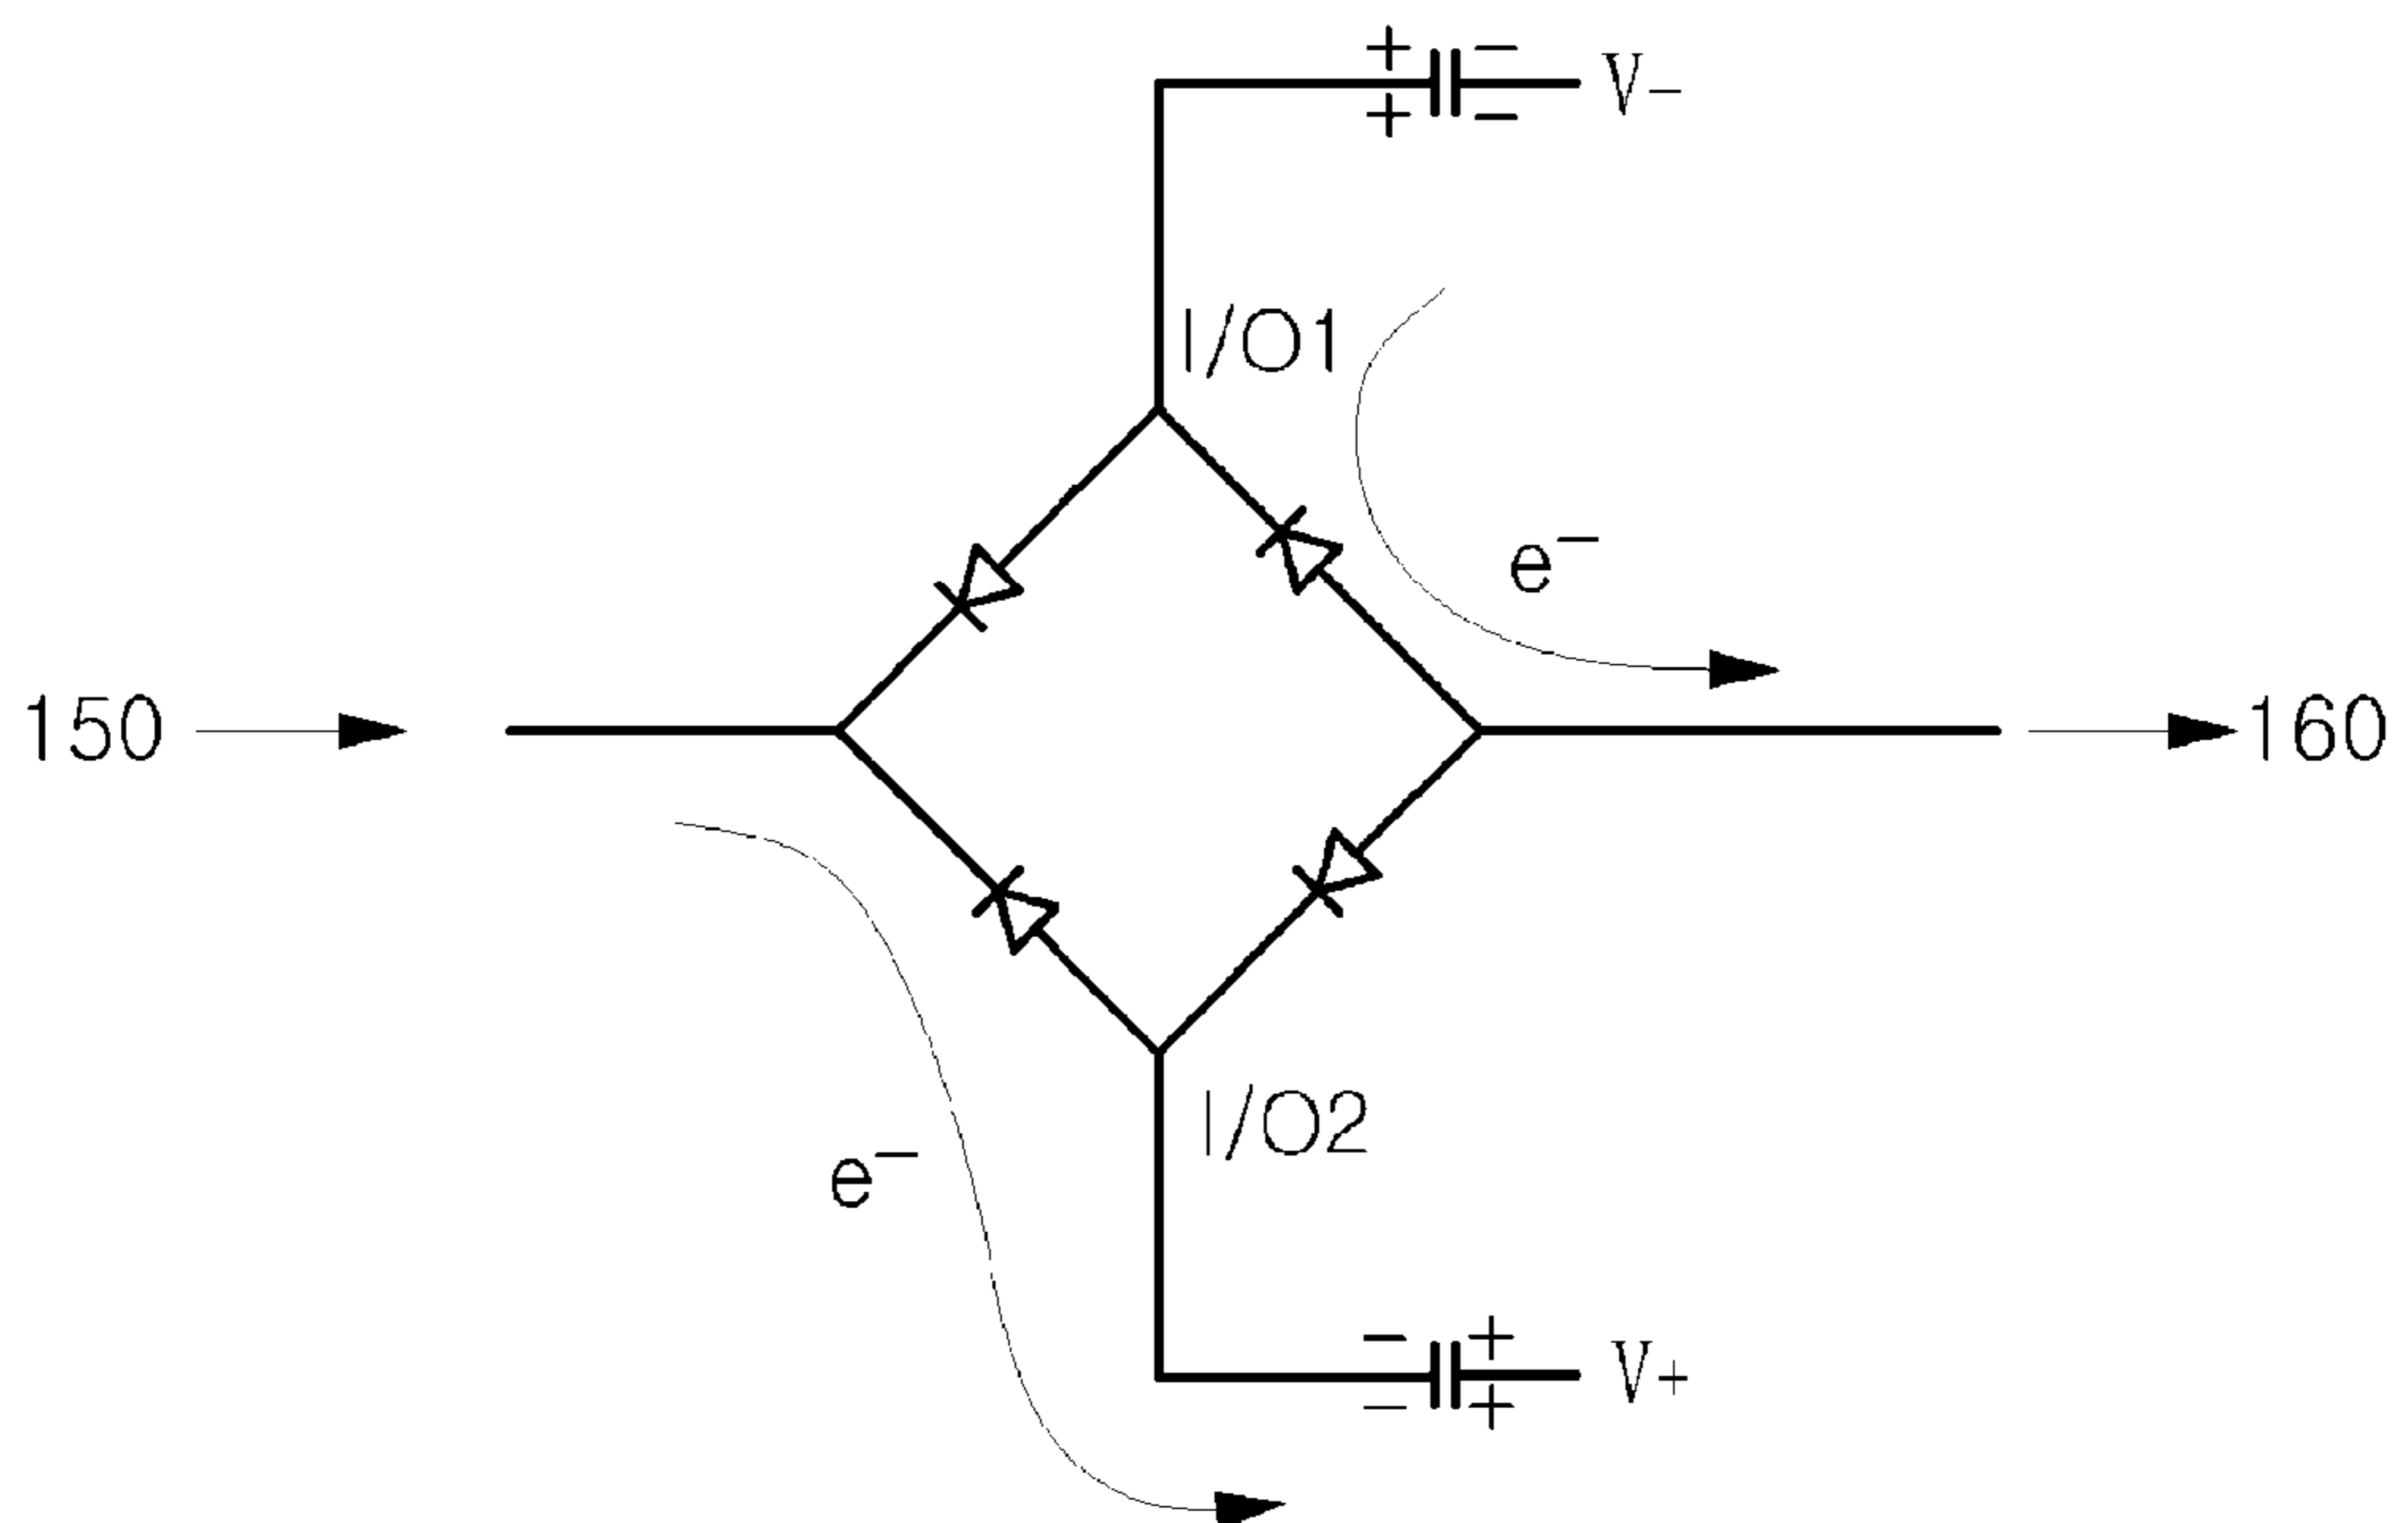 + −
V−
+ −
I/O1
e−
150
160
I/O2
e−
− +
V+
− +